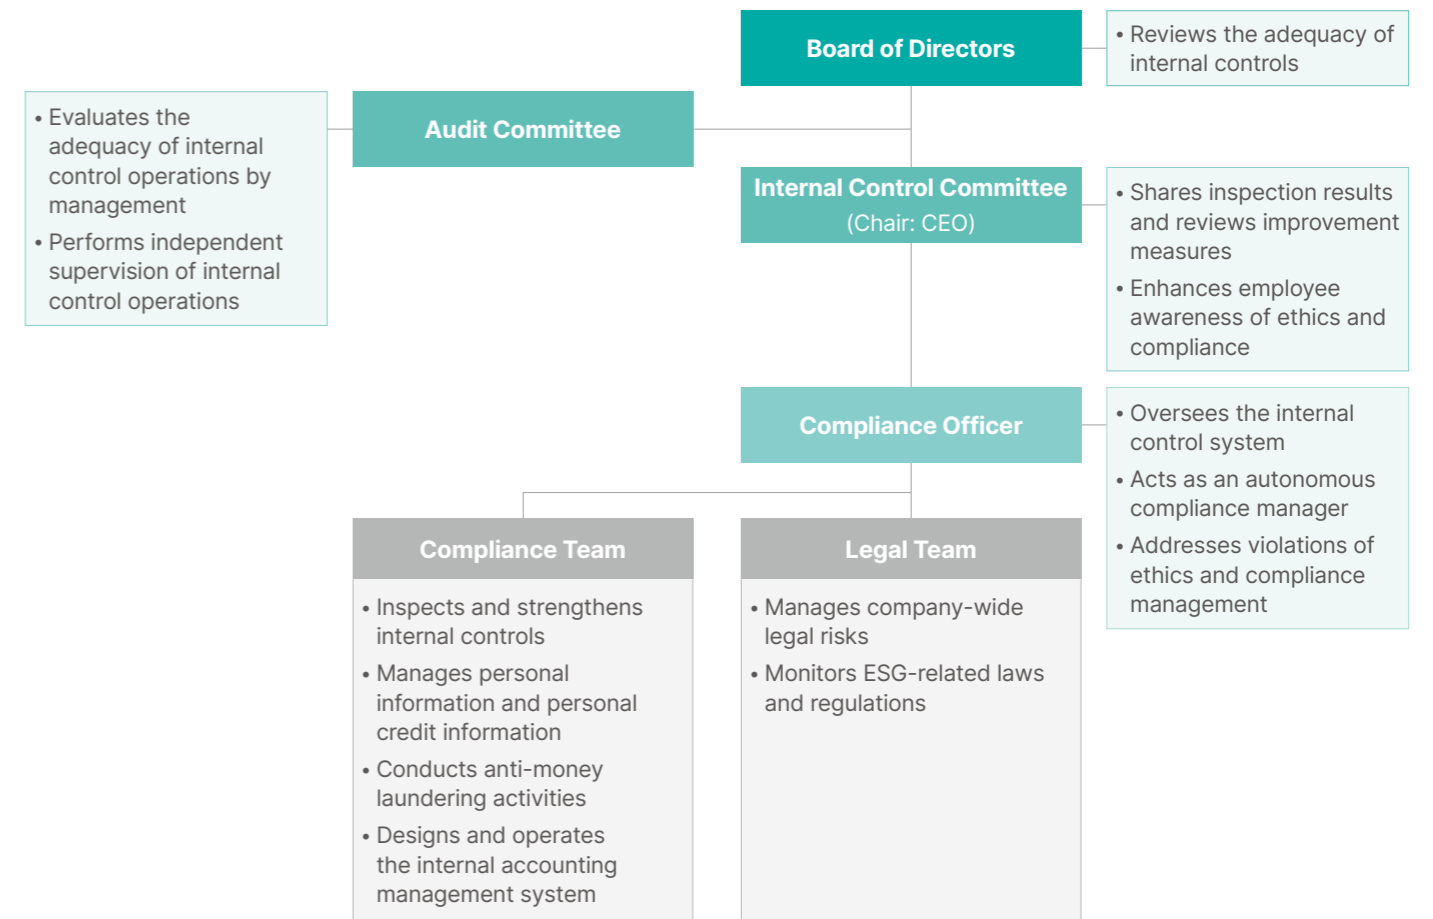 Board of Directors
• Reviews the adequacy of
internal controls
• Evaluates the
adequacy of internal
control operations by
management
• Performs independent
supervision of internal
control operations
Audit Committee
Internal Control Committee
(Chair: CEO)
• Shares inspection results
and reviews improvement
measures
• Enhances employee
awareness of ethics and
compliance
Compliance Officer
• Oversees the internal
control system
• Acts as an autonomous
compliance manager
• Addresses violations of
ethics and compliance
management
Compliance Team
• Inspects and strengthens
internal controls
• Manages personal
information and personal
credit information
• Conducts anti-money
laundering activities
• Designs and operates
the internal accounting
management system
Legal Team
• Manages company-wide
legal risks
• Monitors ESG-related laws
and regulations